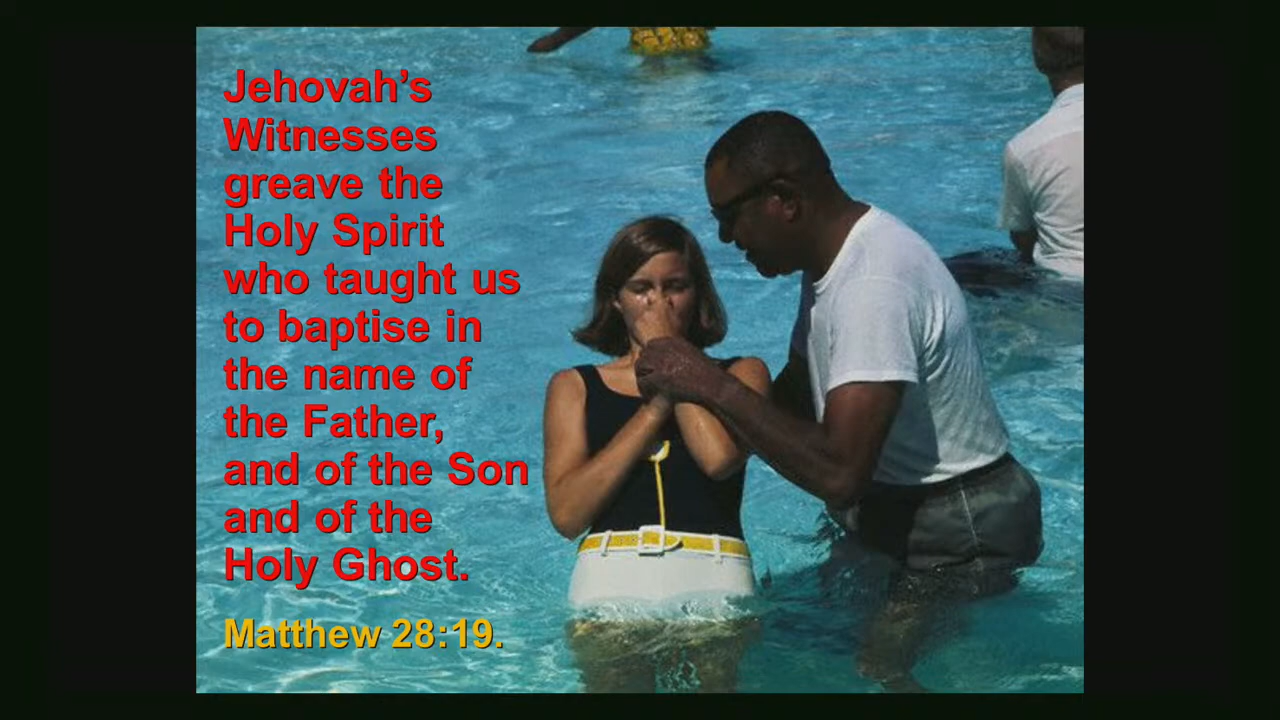 Jehovah's
Witnesses
greave the
Holy Spirit
who taught us
to baptise in
the name of
the Father,
and of the Son
and of the
Holy Ghost.
Matthew 28:19.